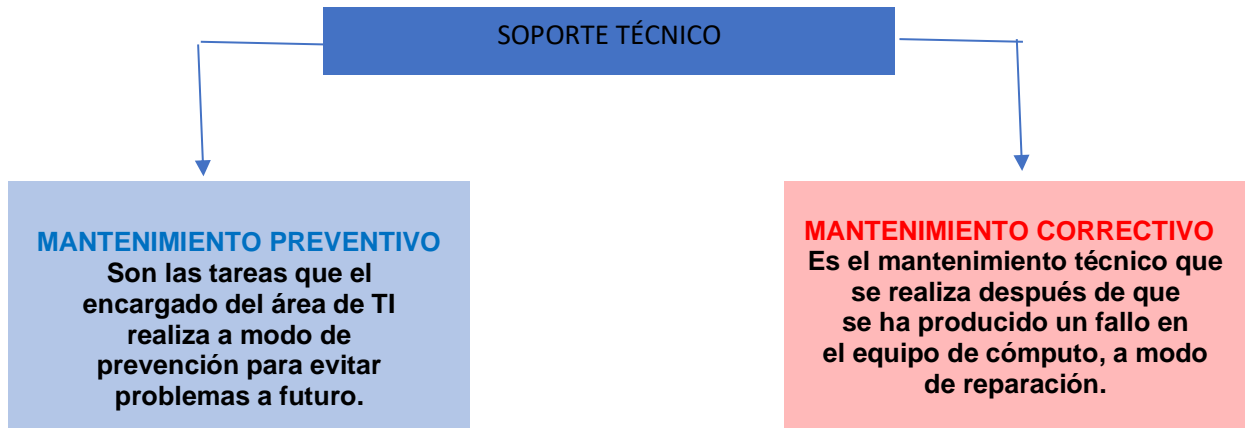 SOPORTE TÉCNICO
MANTENIMIENTO PREVENTIVO
Son las tareas que el
encargado del área de TI
realiza a modo de
prevención para evitar
problemas a futuro.
MANTENIMIENTO CORRECTIVO
Es el mantenimiento técnico que
se realiza después de que
se ha producido un fallo en
el equipo de cómputo, a modo
de reparación.